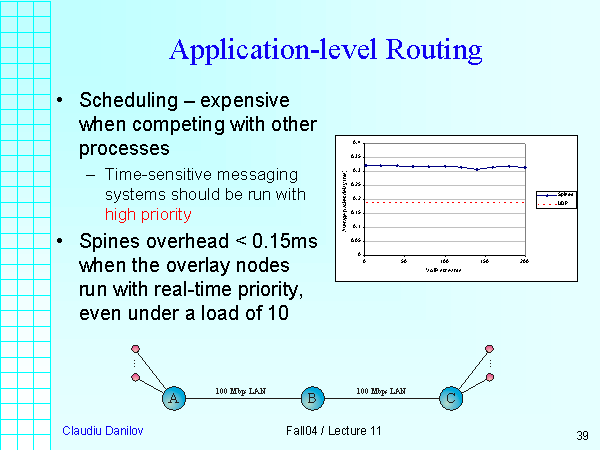 Application-level Routing
• Scheduling – expensive
when competing with other
processes
– Time-sensitive messaging
systems should be run with
high priority
• Spines overhead < 0.15ms
when the overlay nodes
run with real-time priority,
even under a load of 10
0.4
0.35
0.3
0.25
0.2
0.15
0.1
0.05
0
0 50 100 150 200
Spines
UDP
100 Mbps LAN 100 Mbps LAN
A B C
Claudiu Danilov Fall04 / Lecture 11 39